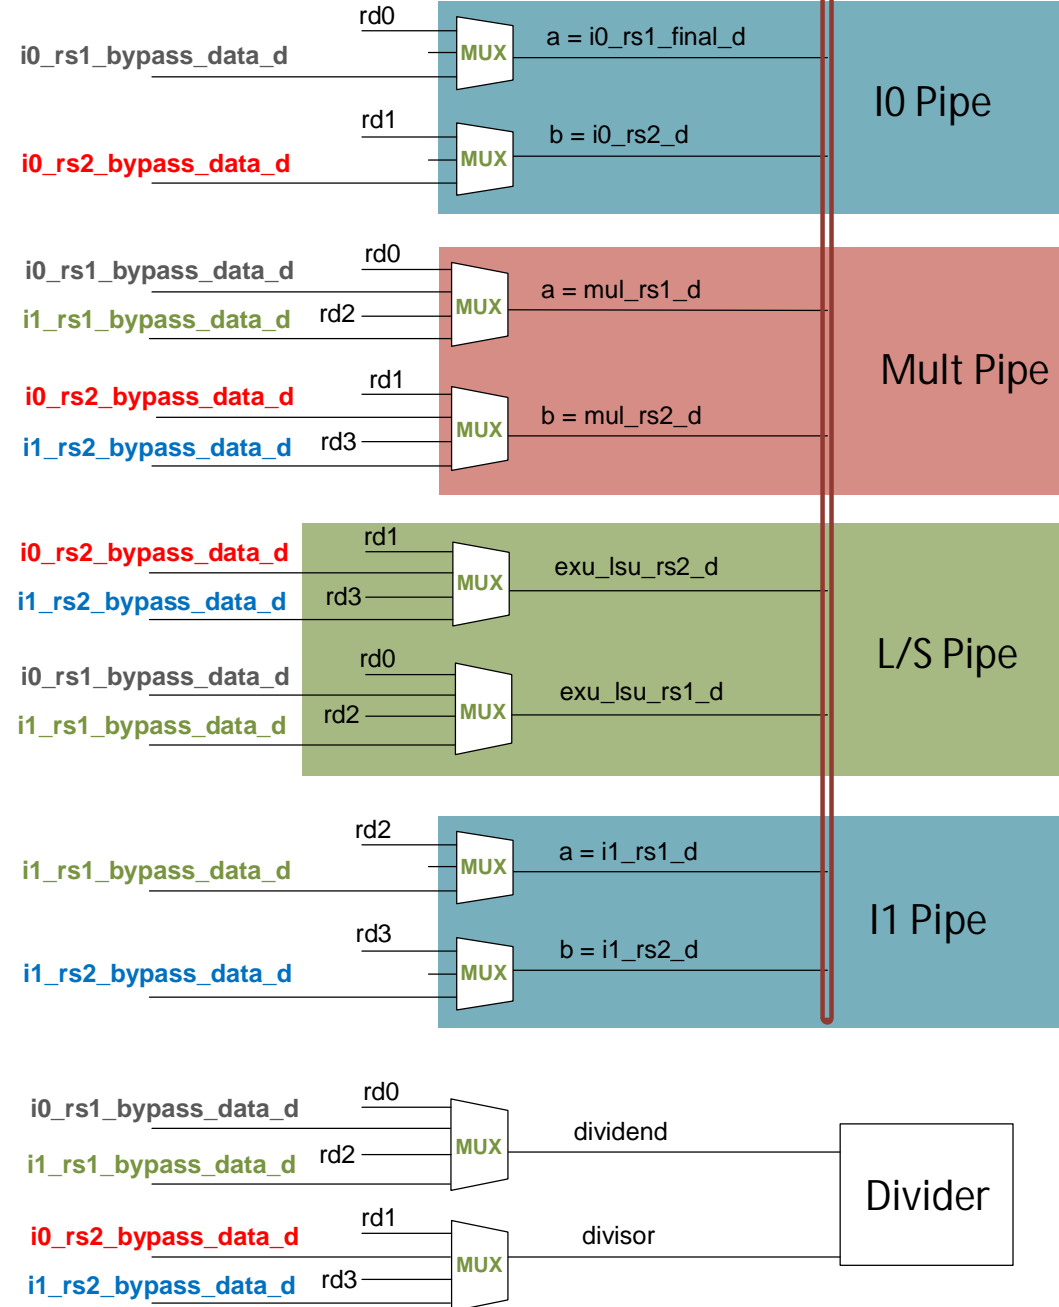 rd0
i0_rs1_bypass_data_d
MUX
a = i0_rs1_final_d
I0 Pipe
rd1
i0_rs2_bypass_data_d
MUX
b = i0_rs2_d
rd0
i0_rs1_bypass_data_d
i1_rs1_bypass_data_d
rd2
MUX
a = mul_rs1_d
Mult Pipe
rd1
i0_rs2_bypass_data_d
i1_rs2_bypass_data_d
rd3
MUX
b = mul_rs2_d
rd1
i0_rs2_bypass_data_d
i1_rs2_bypass_data_d
rd3
MUX
exu_lsu_rs2_d
L/S Pipe
rd0
i0_rs1_bypass_data_d
i1_rs1_bypass_data_d
rd2
MUX
exu_lsu_rs1_d
rd2
i1_rs1_bypass_data_d
MUX
a = i1_rs1_d
I1 Pipe
rd3
i1_rs2_bypass_data_d
MUX
b = i1_rs2_d
rd0
i0_rs1_bypass_data_d
i1_rs1_bypass_data_d
rd2
MUX
dividend
Divider
rd1
i0_rs2_bypass_data_d
i1_rs2_bypass_data_d
rd3
MUX
divisor